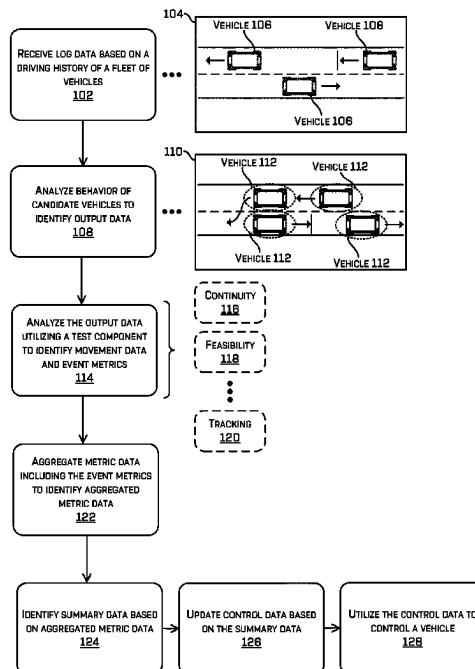 104
RECEIVE LOG DATA BASED ON A
DRIVING HISTORY OF A FLEET OF
VEHICLES
102
VEHICLE 106
VEHICLE 106
VEHICLE 106
110
ANALYZE BEHAVIOR OF
CANDIDATE VEHICLES TO
IDENTIFY OUTPUT DATA
108
VEHICLE 112
VEHICLE 112
VEHICLE 112
VEHICLE 112
ANALYZE THE OUTPUT DATA
UTILIZING A TEST COMPONENT
TO IDENTIFY MOVEMENT DATA
AND EVENT METRICS
114
CONTINUITY
116
FEASIBILITY
118
TRACKING
120
AGGREGATE METRIC DATA
INCLUDING THE EVENT METRICS
TO IDENTIFY AGGREGATED
METRIC DATA
122
IDENTIFY SUMMARY DATA BASED
ON AGGREGATED METRIC DATA
124
UPDATE CONTROL DATA BASED
ON THE SUMMARY DATA
126
UTILIZE THE CONTROL DATA TO
CONTROL A VEHICLE
128